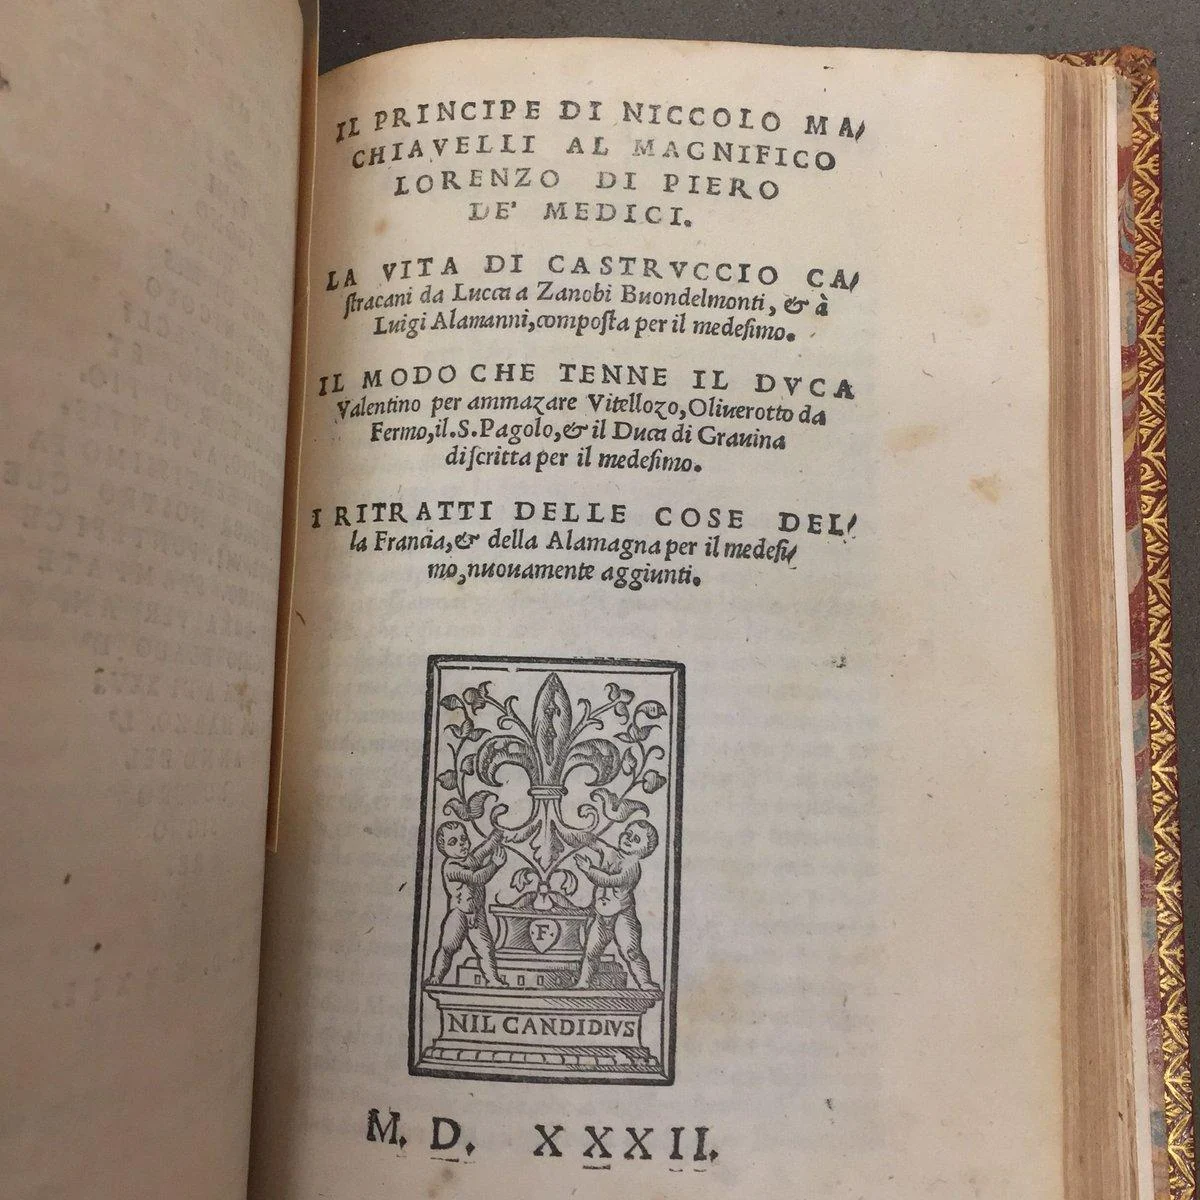 IL PRINCIPE DI NICCOLO MA/
CHIAVELLI AL MAGNIFICO
LORENZO DI PIERO
DE' MEDICI.
LA VITA DI CASTRVCCIO CA/
ſtracani da Lucca a Zanobi Buondelmonti, & à
Luigi Alamanni, compoſta per il medeſimo.
IL MODO CHE TENNE IL DVCA
Valentino per ammazare Vitellozo, Oliuerotto da
Fermo, il.S.Pagolo, & il Duca di Grauina
diſcritta per il medeſimo.
I RITRATTI DELLE COSE DEL/
la Francia, & della Alamagna per il medeſi/
mo, nuouamente aggiunti.
F.
NIL CANDIDIVS
M. D. XXXII.